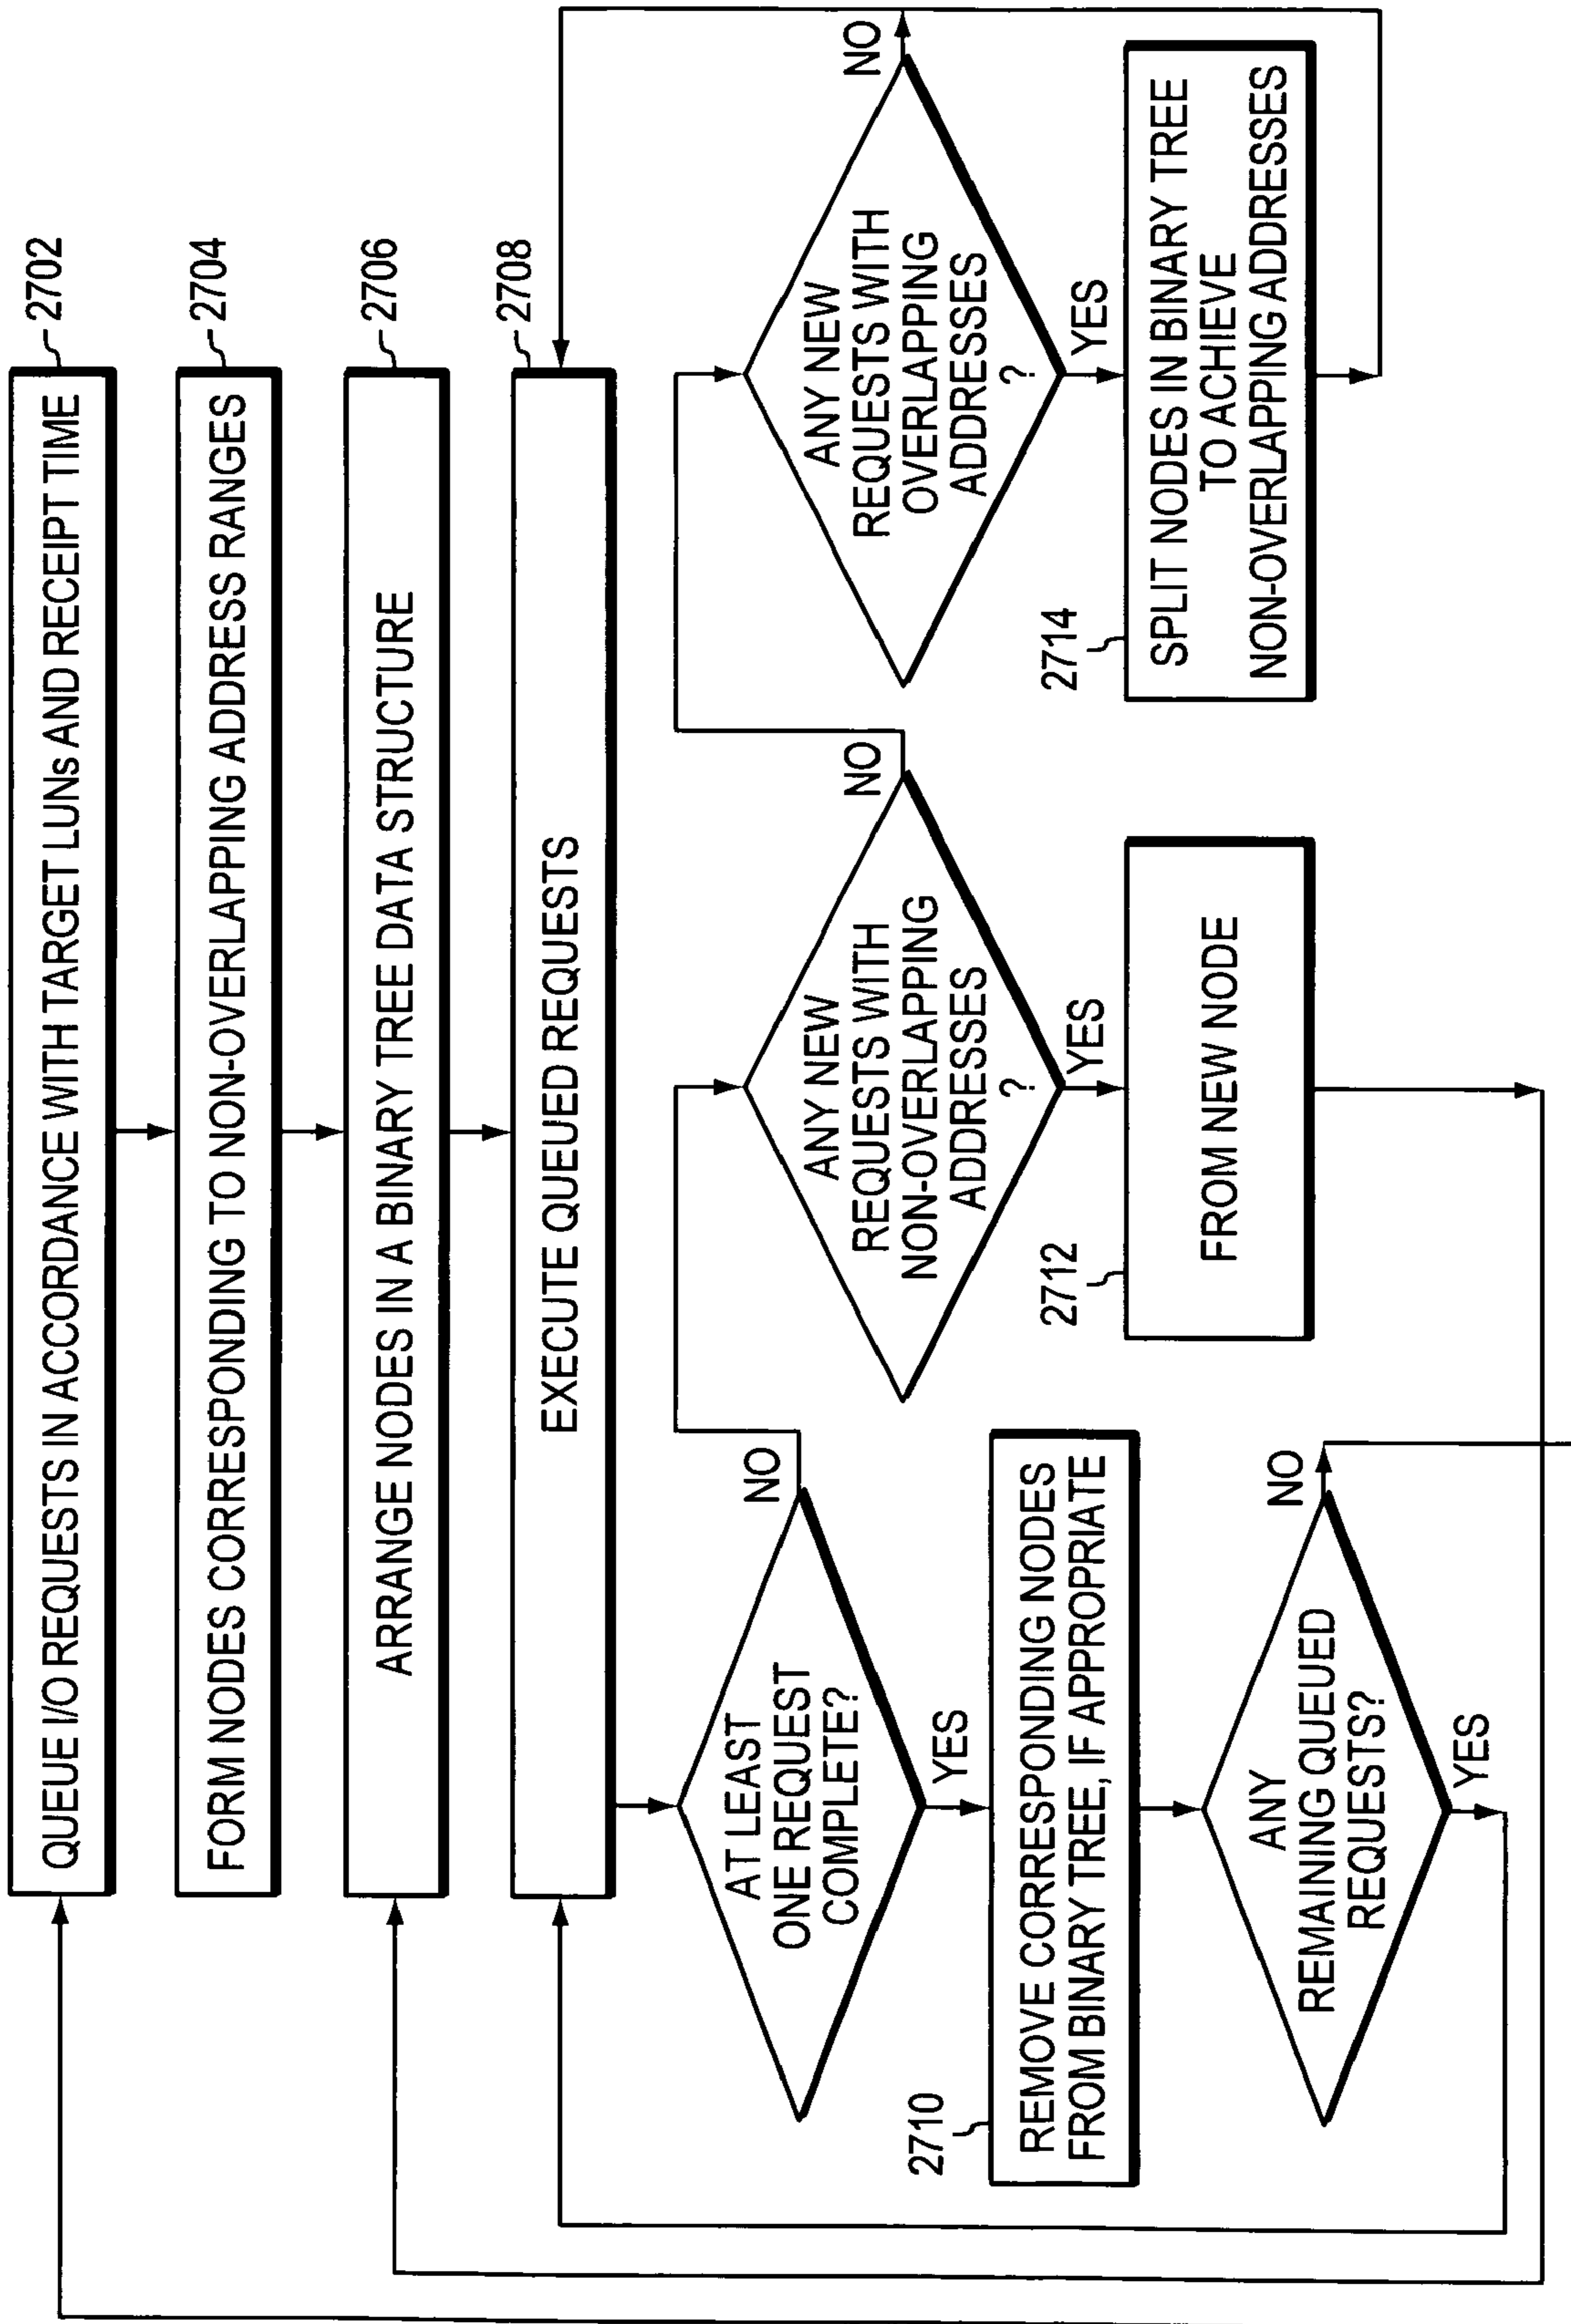 QUEUE I/O REQUESTS IN ACCORDANCE WITH TARGET LUNs AND RECEIPT TIME
2702
FORM NODES CORRESPONDING TO NON-OVERLAPPING ADDRESS RANGES
2704
ARRANGE NODES IN A BINARY TREE DATA STRUCTURE
2706
EXECUTE QUEUED REQUESTS
2708
AT LEAST
ONE REQUEST
COMPLETE?
NO
YES
2710
REMOVE CORRESPONDING NODES
FROM BINARY TREE, IF APPROPRIATE
ANY
REMAINING QUEUED
REQUESTS?
NO
YES
ANY NEW
REQUESTS WITH
NON-OVERLAPPING
ADDRESSES
?
NO
YES
2712
FROM NEW NODE
ANY NEW
REQUESTS WITH
OVERLAPPING
ADDRESSES
?
NO
YES
2714
SPLIT NODES IN BINARY TREE
TO ACHIEVE
NON-OVERLAPPING ADDRESSES